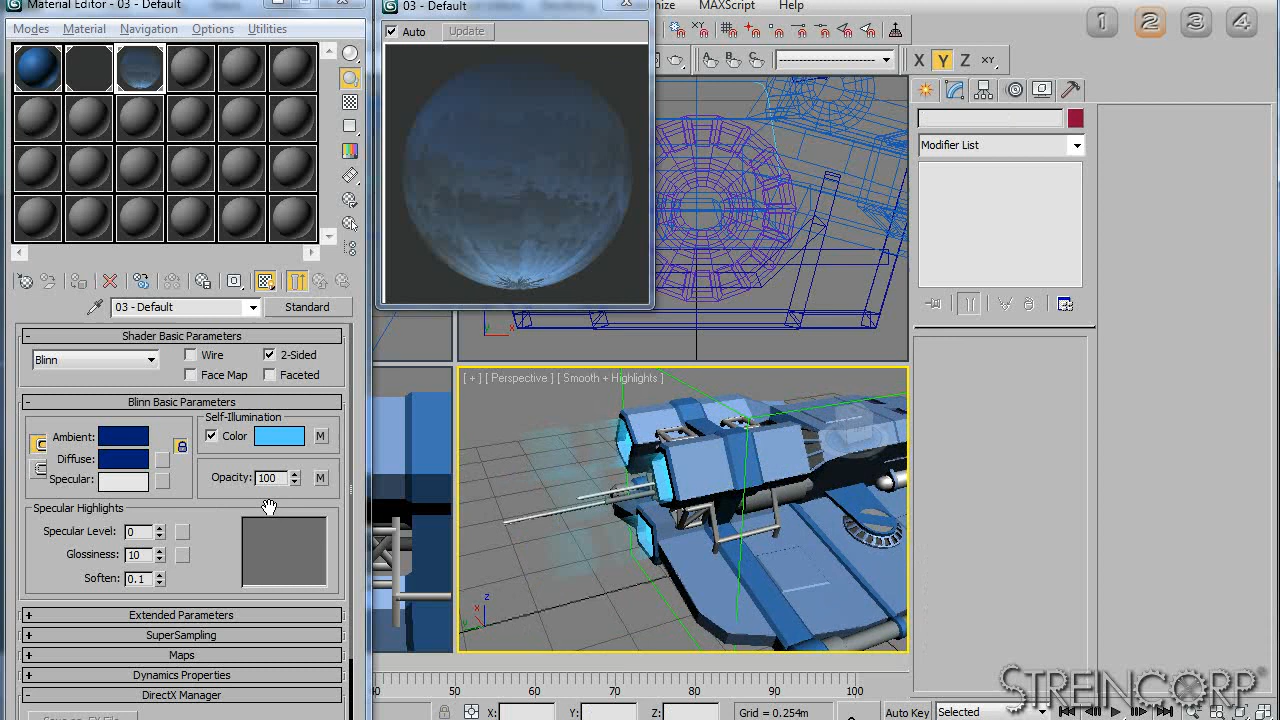 Material Editor - 03 - Default
Modes Material Navigation Options Utilities
03 - Default
Auto Update
MAXScript Help
1 2 3 4
X Y Z XY
Modifier List
03 - Default Standard
Shader Basic Parameters
Blinn
Wire 2-Sided
Face Map Faceted
Blinn Basic Parameters
Self-Illumination
Ambient: Color M
Diffuse:
Specular: Opacity: 100 M
Specular Highlights
Specular Level: 0
Glossiness: 10
Soften: 0.1
Extended Parameters
SuperSampling
Maps
Dynamics Properties
DirectX Manager
[ + ] [ Perspective ] [ Smooth + Highlights ]
z
x
y
x
50 60 70 80 90 100
X: Y: Z: Grid = 0.254m Auto Key Selected
STREINCORP